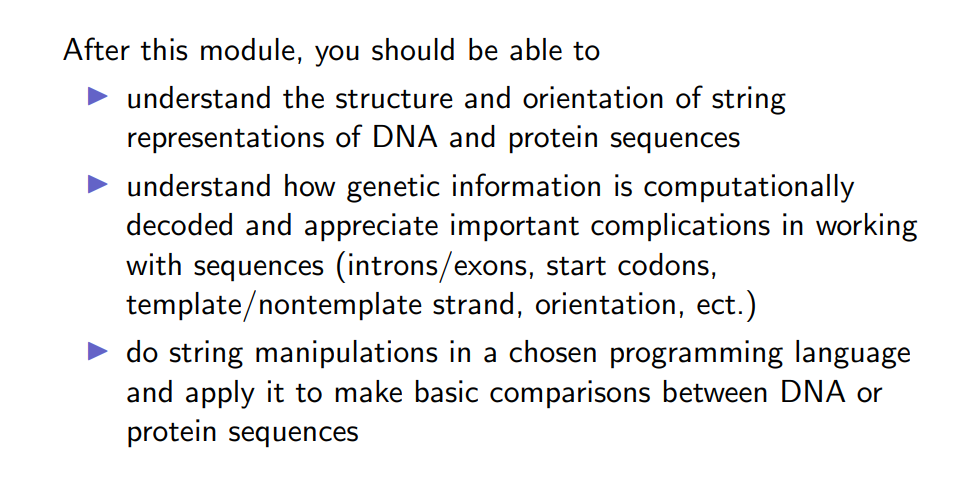 After this module, you should be able to
understand the structure and orientation of string
representations of DNA and protein sequences
understand how genetic information is computationally
decoded and appreciate important complications in working
with sequences (introns/exons, start codons,
template/nontemplate strand, orientation, ect.)
do string manipulations in a chosen programming language
and apply it to make basic comparisons between DNA or
protein sequences